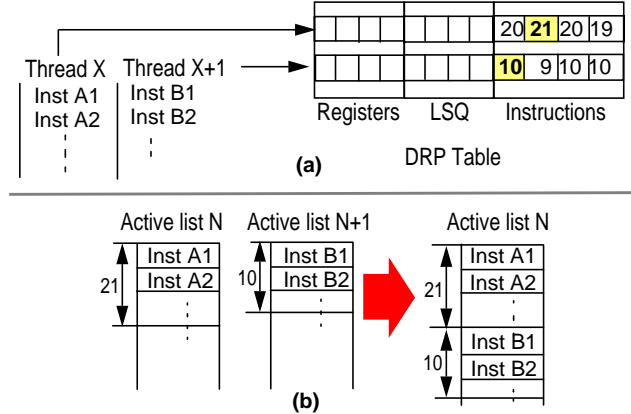 20 21 20 19
Thread X Thread X+1
10 9 10 10
Inst A1 Inst B1
Inst A2 Inst B2
Registers LSQ Instructions
(a) DRP Table
Active list N Active list N+1 Active list N
Inst A1 Inst B1 Inst A1
21 Inst A2 10 Inst B2 Inst A2
21
Inst B1
10 Inst B2
(b)